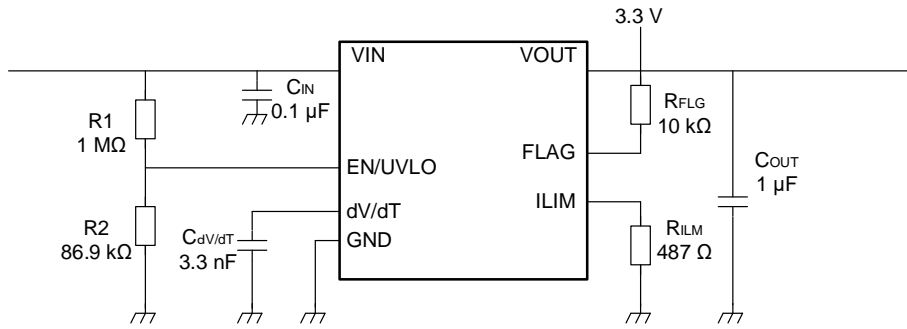 3.3 V
VIN
VOUT
CIN
0.1 µF
R1
1 MΩ
RFLG
10 kΩ
EN/UVLO
FLAG
COUT
1 µF
dV/dT
ILIM
R2
86.9 kΩ
CdV/dT
3.3 nF
GND
RILM
487 Ω